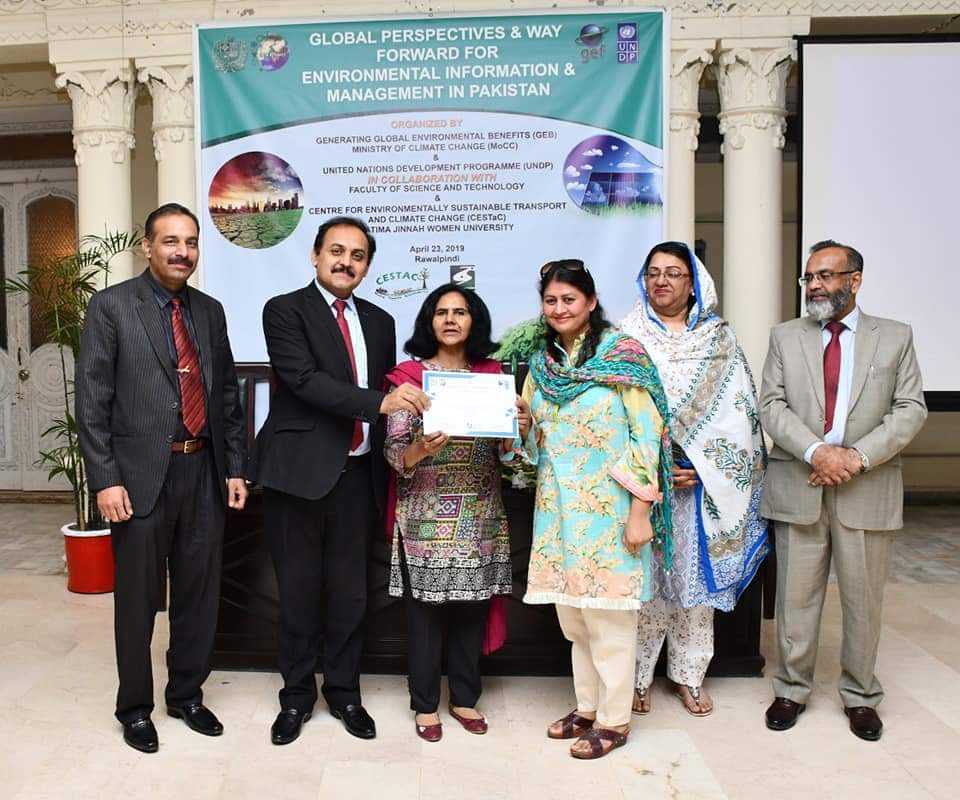 GLOBAL PERSPECTIVES & WAY
FORWARD FOR
ENVIRONMENTAL INFORMATION &
MANAGEMENT IN PAKISTAN
gef
U N
D P
ORGANIZED BY
GENERATING GLOBAL ENVIRONMENTAL BENEFITS (GEB)
MINISTRY OF CLIMATE CHANGE (MoCC)
&
UNITED NATIONS DEVELOPMENT PROGRAMME (UNDP)
IN COLLABORATION WITH
FACULTY OF SCIENCE AND TECHNOLOGY
&
CENTRE FOR ENVIRONMENTALLY SUSTAINABLE TRANSPORT
AND CLIMATE CHANGE (CESTaC)
ATIMA JINNAH WOMEN UNIVERSITY
April 23, 2019
Rawalpindi
CESTAC